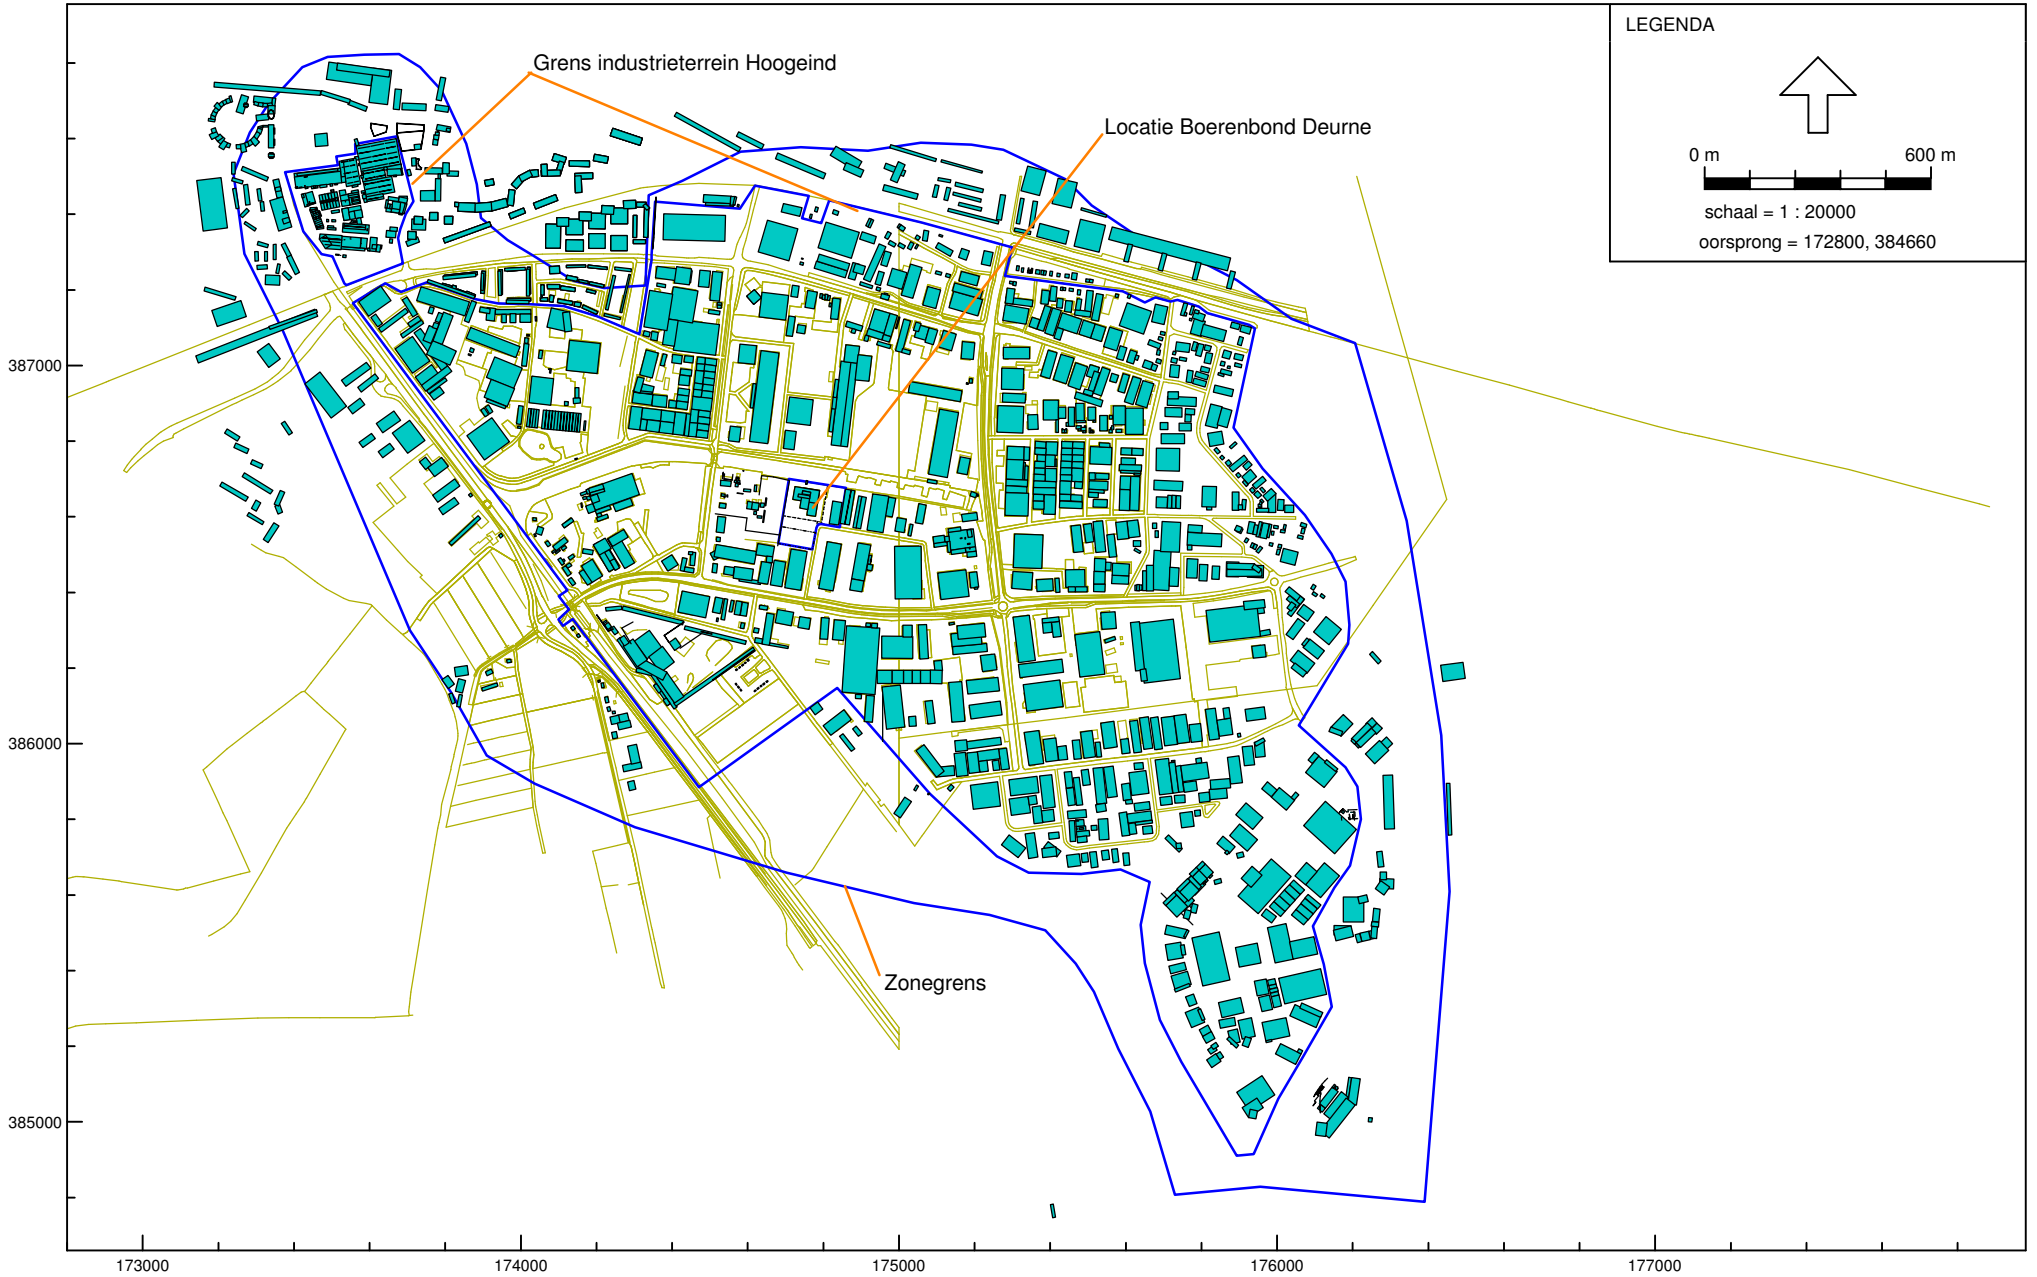 LEGENDA
Grens industrieterrein Hoogeind
Locatie Boerenbond Deurne
0 m 600 m
schaal = 1 : 20000
oorsprong = 172800, 384660
387000
386000
Zonegrens
385000
173000 174000 175000 176000 177000